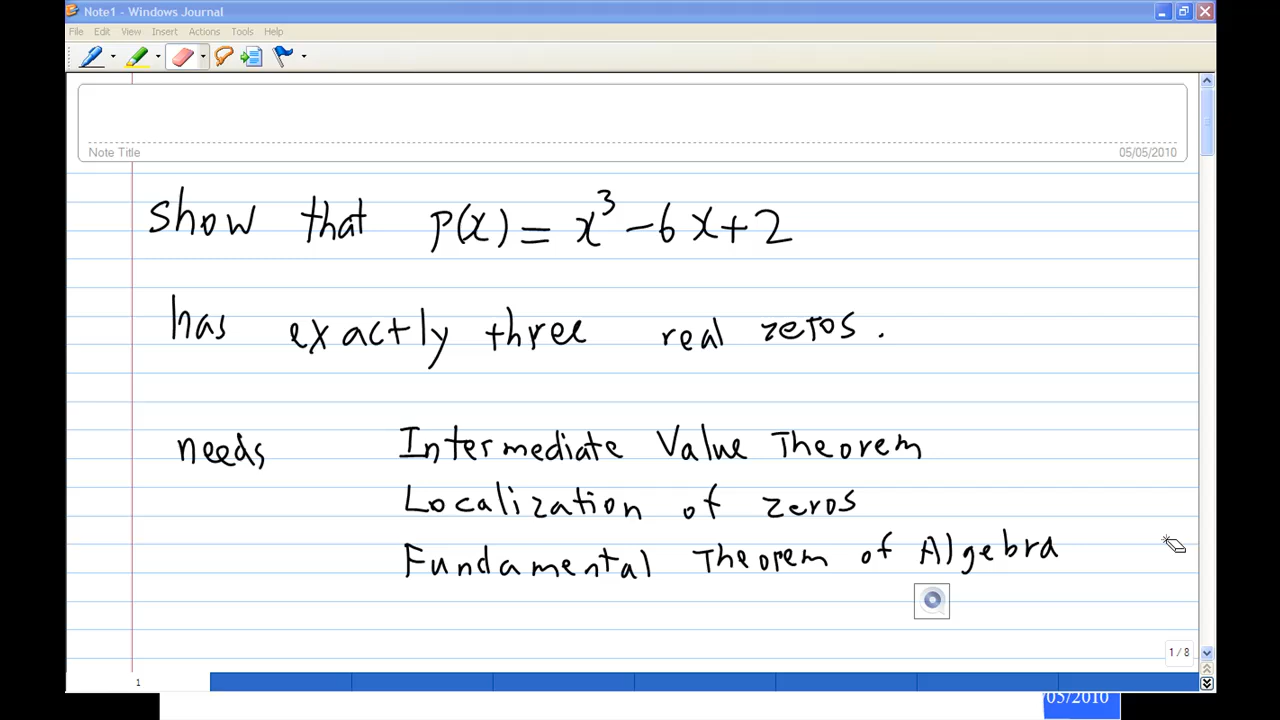 Note1 - Windows Journal
File Edit View Insert Actions Tools Help
Note Title
05/05/2010
show that P(x) = x³ - 6x + 2
has exactly three real zeros.
needs Intermediate Value Theorem
Localization of zeros
Fundamental Theorem of Algebra
1 / 8
1
/05/2010